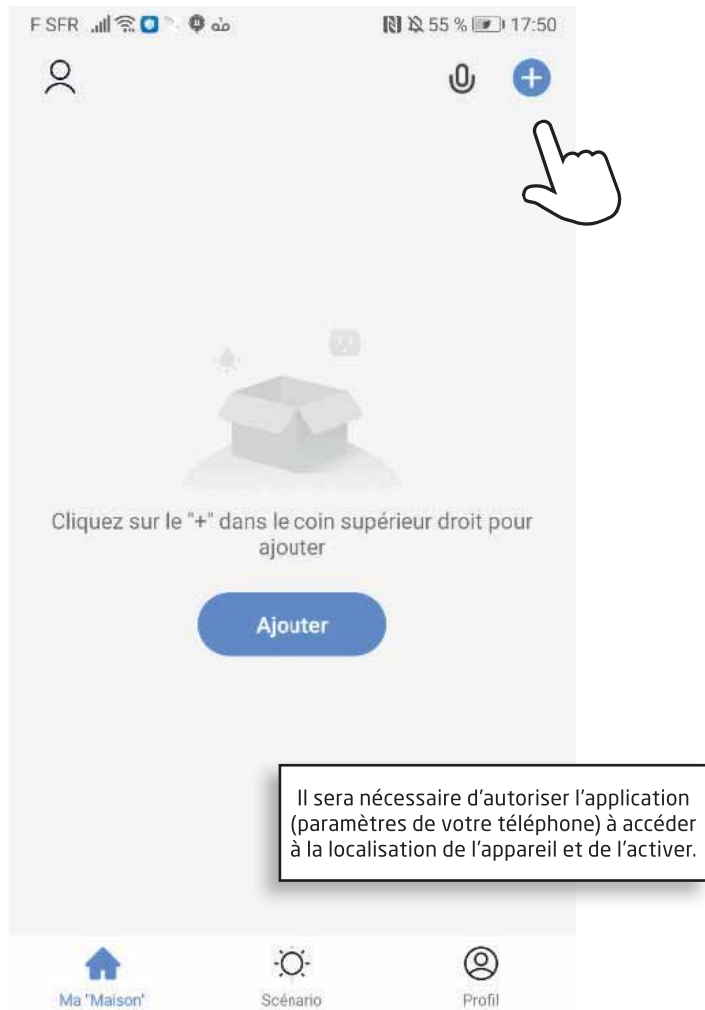 F SFR 55 % 17:50
Cliquez sur le "+" dans le coin supérieur droit pour
ajouter
Ajouter
Il sera nécessaire d'autoriser l'application
(paramètres de votre téléphone) à accéder
à la localisation de l'appareil et de l'activer.
Ma "Maison" Scénario Profil